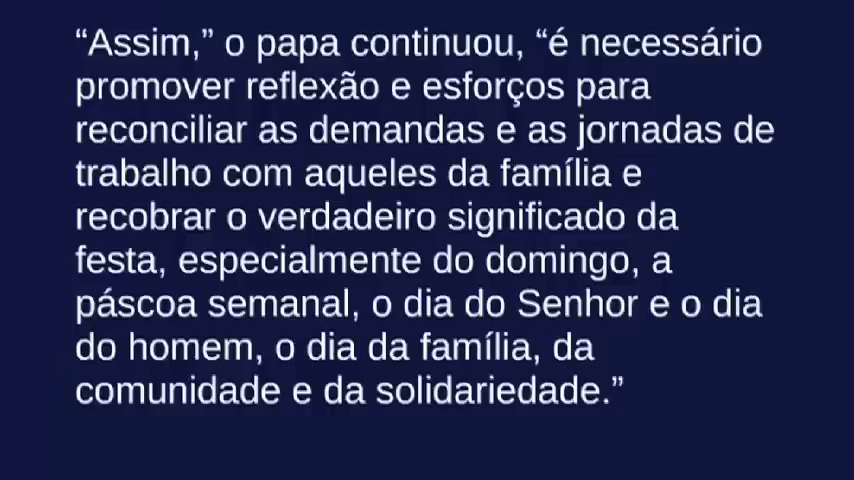 “Assim,” o papa continuou, “é necessário
promover reflexão e esforços para
reconciliar as demandas e as jornadas de
trabalho com aqueles da família e
recobrar o verdadeiro significado da
festa, especialmente do domingo, a
páscoa semanal, o dia do Senhor e o dia
do homem, o dia da família, da
comunidade e da solidariedade.”